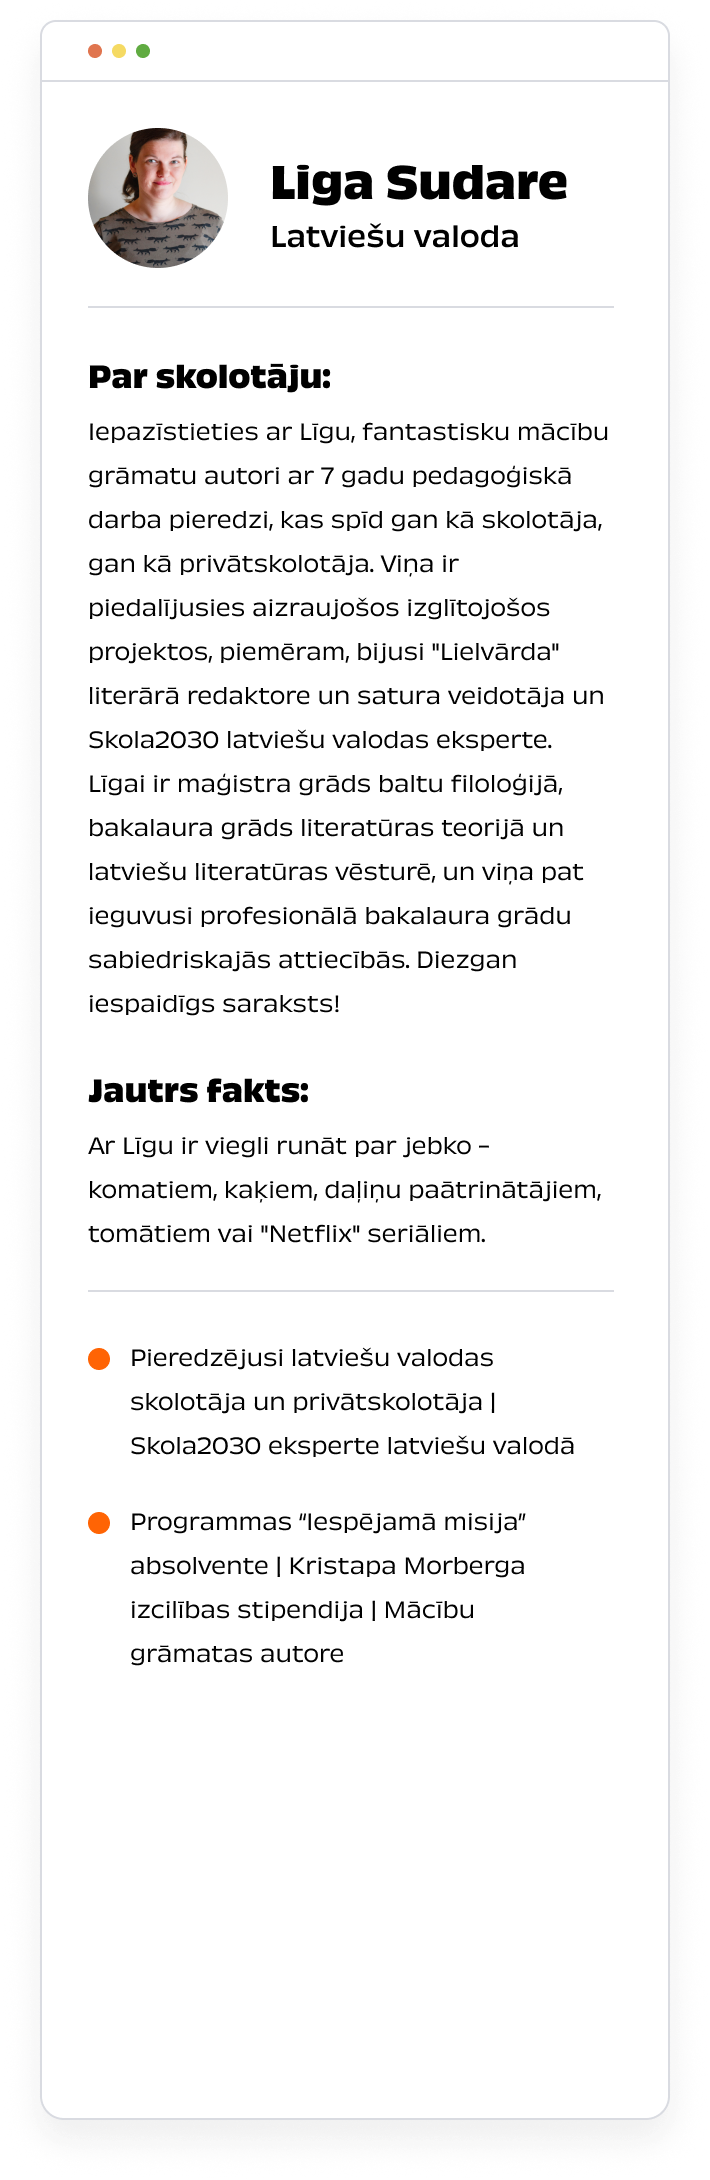 Liga Sudare
Latviešu valoda
Par skolotāju:
Iepazīstieties ar Līgu, fantastisku mācību
grāmatu autori ar 7 gadu pedagoģiskā
darba pieredzi, kas spīd gan kā skolotāja,
gan kā privātskolotāja. Viņa ir
piedalījusies aizraujošos izglītojošos
projektos, piemēram, bijusi "Lielvārda"
literārā redaktore un satura veidotāja un
Skola2030 latviešu valodas eksperte.
Līgai ir maģistra grāds baltu filoloģijā,
bakalaura grāds literatūras teorijā un
latviešu literatūras vēsturē, un viņa pat
ieguvusi profesionālā bakalaura grādu
sabiedriskajās attiecībās. Diezgan
iespaidīgs saraksts!
Jautrs fakts:
Ar Līgu ir viegli runāt par jebko –
komatiem, kaķiem, daļiņu paātrinātājiem,
tomātiem vai "Netflix" seriāliem.
Pieredzējusi latviešu valodas
skolotāja un privātskolotāja |
Skola2030 eksperte latviešu valodā
Programmas “Iespējamā misija”
absolvente | Kristapa Morberga
izcilības stipendija | Mācību
grāmatas autore